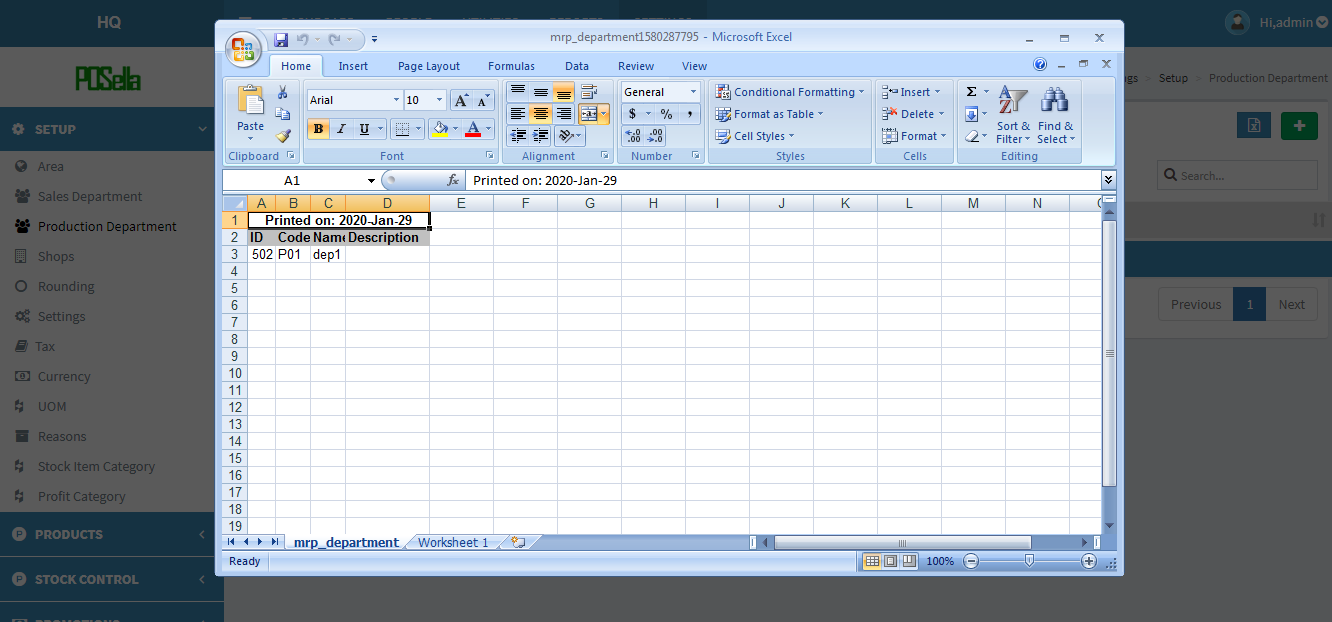 HQ
Hi,admin
mrp_department1580287795 - Microsoft Excel
POSella
Home Insert Page Layout Formulas Data Review View
Setup > Production Department
Paste
Clipboard
Arial 10
B I U A
Font
Alignment
General
$ % ,
Number
Conditional Formatting
Format as Table
Cell Styles
Styles
Insert
Delete
Format
Cells
Σ
Sort & Filter
Find & Select
Editing
A1 fx Printed on: 2020-Jan-29
Search...
A B C D E F G H I J K L M N
1 Printed on: 2020-Jan-29
2 ID Code Name Description
3 502 P01 dep1
4
5
6
7
8
9
10
11
12
13
14
15
16
17
18
19
mrp_department Worksheet 1
Ready 100%
Previous 1 Next
SETUP
Area
Sales Department
Production Department
Shops
Rounding
Settings
Tax
Currency
UOM
Reasons
Stock Item Category
Profit Category
PRODUCTS
STOCK CONTROL